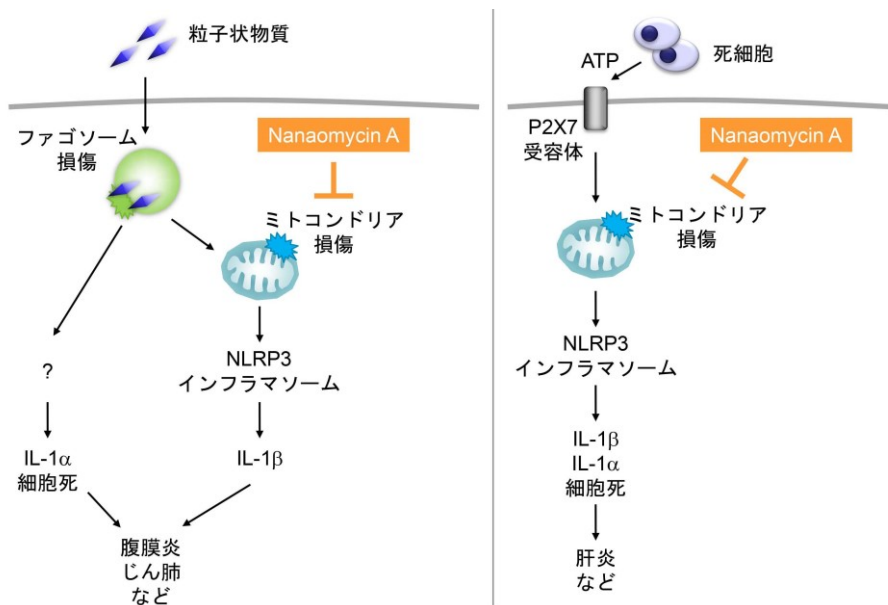 粒子状物質
ファゴソーム
損傷
Nanaomycin A
ミトコンドリア
損傷
?
NLRP3
インフラマソーム
IL-1α
細胞死
IL-1β
腹膜炎
じん肺
など
死細胞
ATP
P2X7
受容体
Nanaomycin A
ミトコンドリア
損傷
NLRP3
インフラマソーム
IL-1β
IL-1α
細胞死
肝炎
など